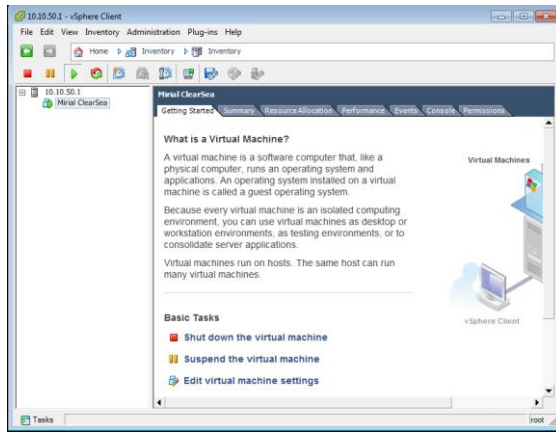 10.10.50.1 - vSphere Client
File Edit View Inventory Administration Plug-ins Help
Home Inventory Inventory
10.10.50.1
Mirial ClearSea
Mirial ClearSea
Getting Started Summary Resource Allocation Performance Events Console Permissions
What is a Virtual Machine?
A virtual machine is a software computer that, like a
physical computer, runs an operating system and
applications. An operating system installed on a virtual
machine is called a guest operating system.
Because every virtual machine is an isolated computing
environment, you can use virtual machines as desktop or
workstation environments, as testing environments, or to
consolidate server applications.
Virtual machines run on hosts. The same host can run
many virtual machines.
Virtual Machines
vSphere Client
Basic Tasks
Shut down the virtual machine
Suspend the virtual machine
Edit virtual machine settings
Tasks
root